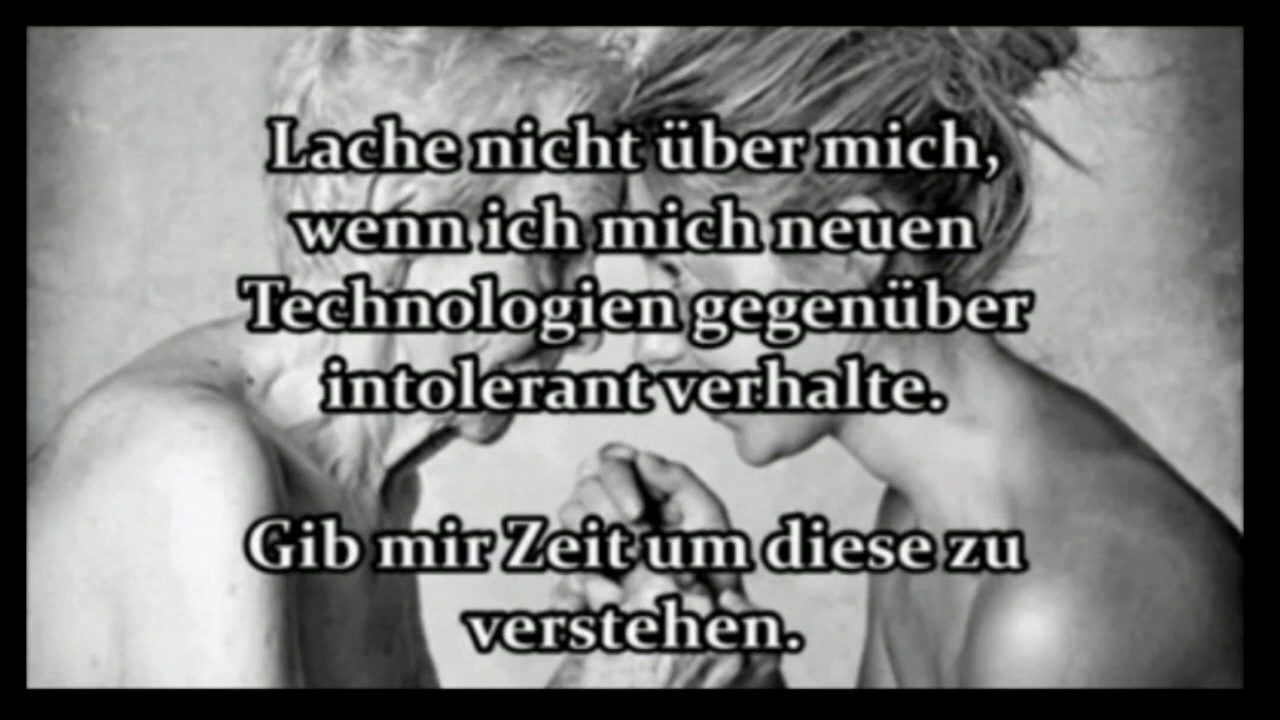 Lache nicht über mich,
wenn ich mich neuen
Technologien gegenüber
intolerant verhalte.
Gib mir Zeit um diese zu
verstehen.